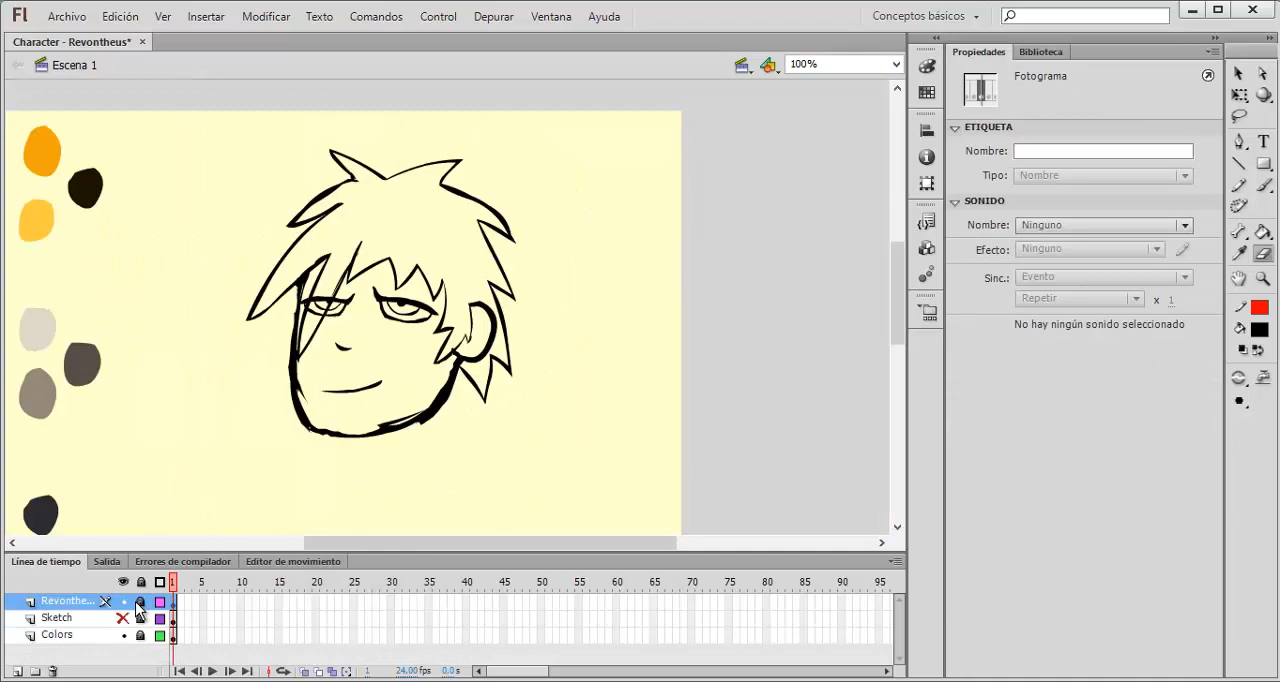 Fl Archivo Edición Ver Insertar Modificar Texto Comandos Control Depurar Ventana Ayuda Conceptos básicos
Character - Revontheus* ×
Escena 1 100%
Propiedades Biblioteca
Fotograma
ETIQUETA
Nombre:
Tipo: Nombre
SONIDO
Nombre: Ninguno
Efecto: Ninguno
Sinc.: Evento
Repetir x 1
No hay ningún sonido seleccionado
Línea de tiempo Salida Errores de compilador Editor de movimiento
1 5 10 15 20 25 30 35 40 45 50 55 60 65 70 75 80 85 90 95
Revonthe...
Sketch
Colors
1 24.00 fps 0.0 s